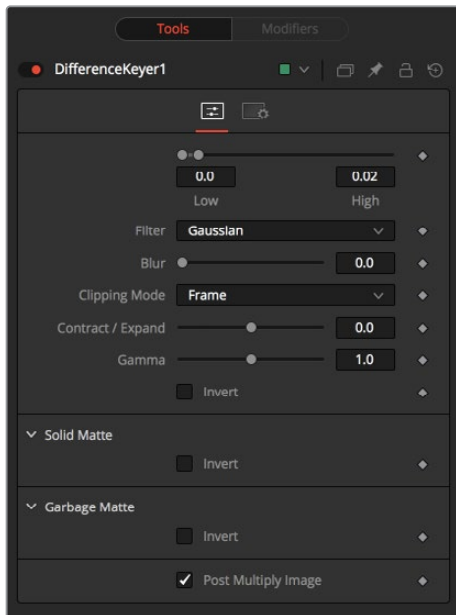 Tools Modifiers
DifferenceKeyer1
0.0 0.02
Low High
Filter Gaussian
Blur 0.0
Clipping Mode Frame
Contract / Expand 0.0
Gamma 1.0
Invert
Solid Matte
Invert
Garbage Matte
Invert
Post Multiply Image